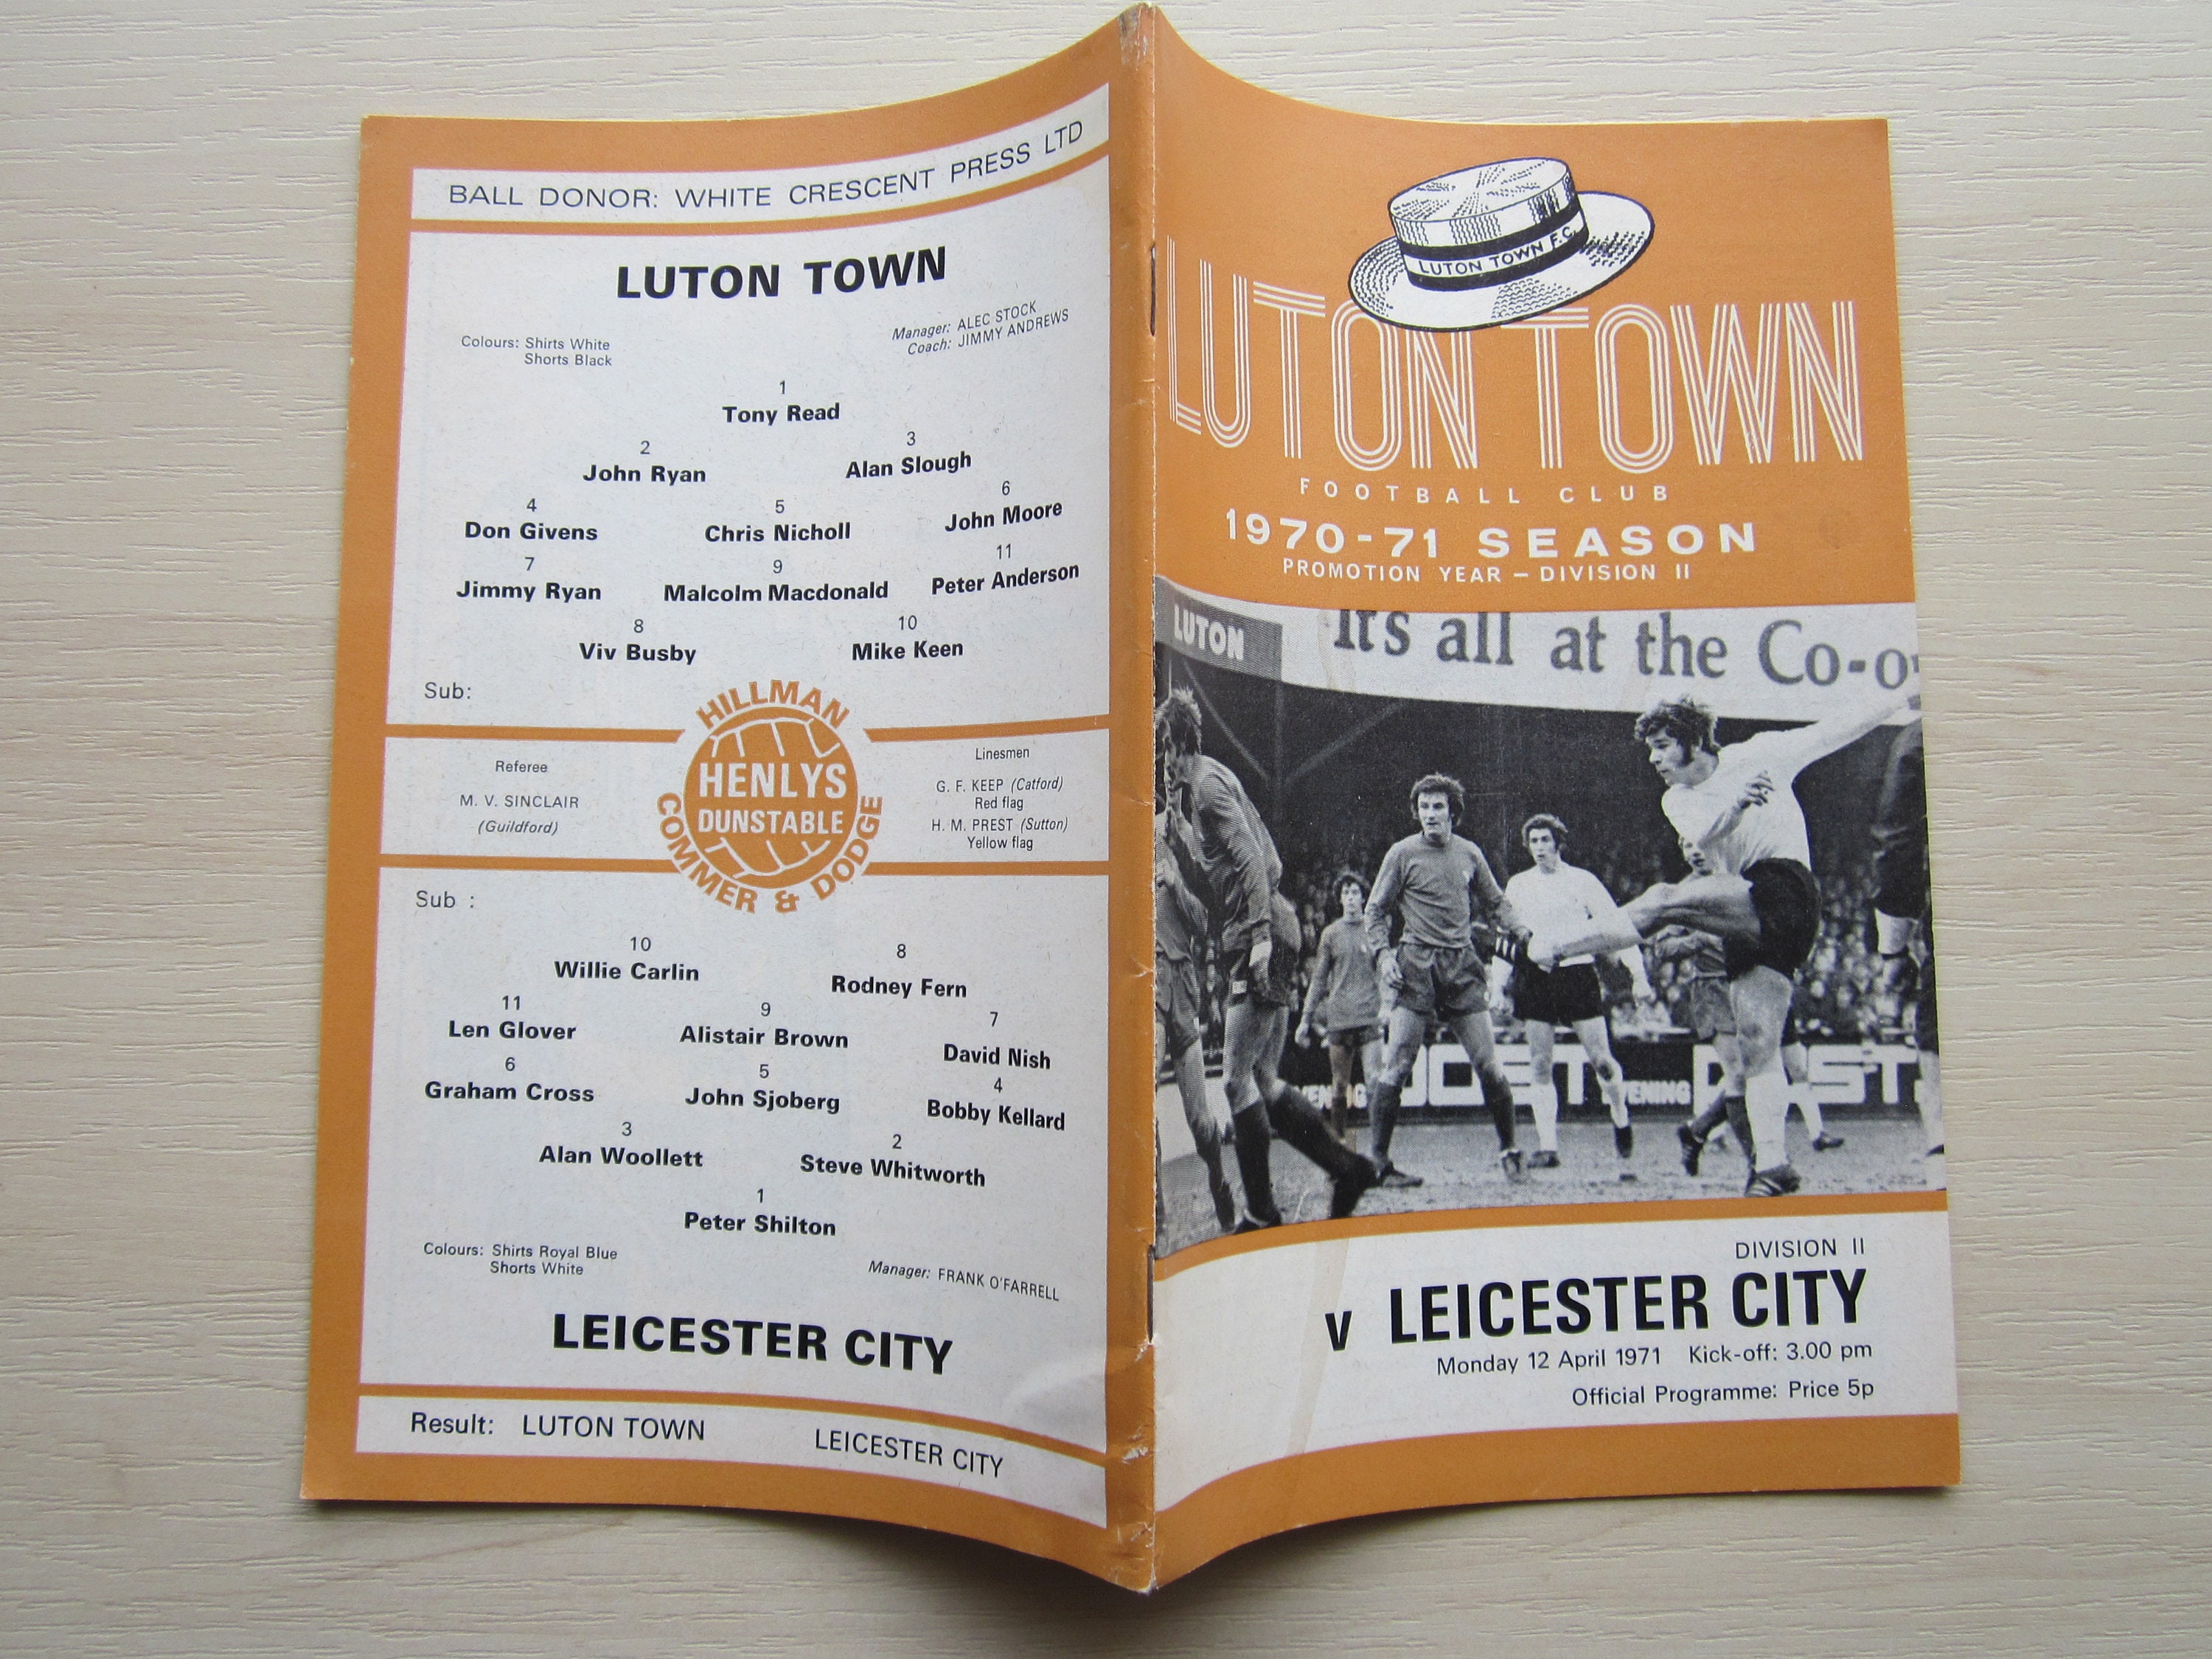 BALL DONOR: WHITE CRESCENT PRESS LTD
LUTON TOWN
Colours: Shirts White
Shorts Black
Manager: ALEC STOCK
Coach: JIMMY ANDREWS
1
Tony Read
2 3
John Ryan Alan Slough
4 5 6
Don Givens Chris Nicholl John Moore
7 9 11
Jimmy Ryan Malcolm Macdonald Peter Anderson
8 10
Viv Busby Mike Keen
Sub:
Referee
M. V. SINCLAIR
(Guildford)
HILLMAN
HENLYS
DUNSTABLE
COMMER & DODGE
Linesmen
G. F. KEEP (Catford)
Red flag
H. M. PREST (Sutton)
Yellow flag
Sub :
10 8
Willie Carlin Rodney Fern
11 9 7
Len Glover Alistair Brown David Nish
6 5 4
Graham Cross John Sjoberg Bobby Kellard
3 2
Alan Woollett Steve Whitworth
1
Peter Shilton
Colours: Shirts Royal Blue
Shorts White
Manager: FRANK O'FARRELL
LEICESTER CITY
Result: LUTON TOWN LEICESTER CITY
LUTON TOWN F.C.
LUTON TOWN
FOOTBALL CLUB
1970-71 SEASON
PROMOTION YEAR — DIVISION II
LUTON
It's all at the Co-o
EVENING
DIVISION II
v LEICESTER CITY
Monday 12 April 1971 Kick-off: 3.00 pm
Official Programme: Price 5p